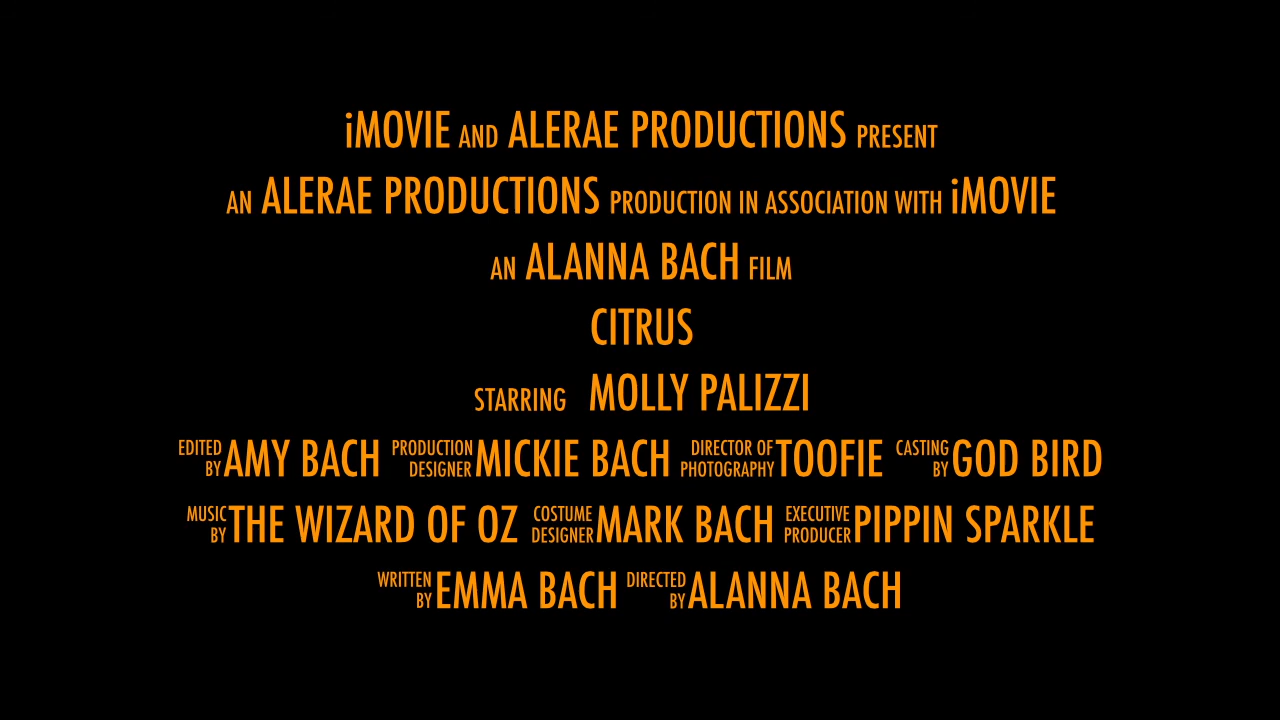 iMOVIE AND ALERAE PRODUCTIONS PRESENT
AN ALERAE PRODUCTIONS PRODUCTION IN ASSOCIATION WITH iMOVIE
AN ALANNA BACH FILM
CITRUS
STARRING MOLLY PALIZZI
EDITED BY AMY BACH PRODUCTION DESIGNER MICKIE BACH DIRECTOR OF PHOTOGRAPHY TOOFIE CASTING BY GOD BIRD
MUSIC BY THE WIZARD OF OZ COSTUME DESIGNER MARK BACH EXECUTIVE PRODUCER PIPPIN SPARKLE
WRITTEN BY EMMA BACH DIRECTED BY ALANNA BACH